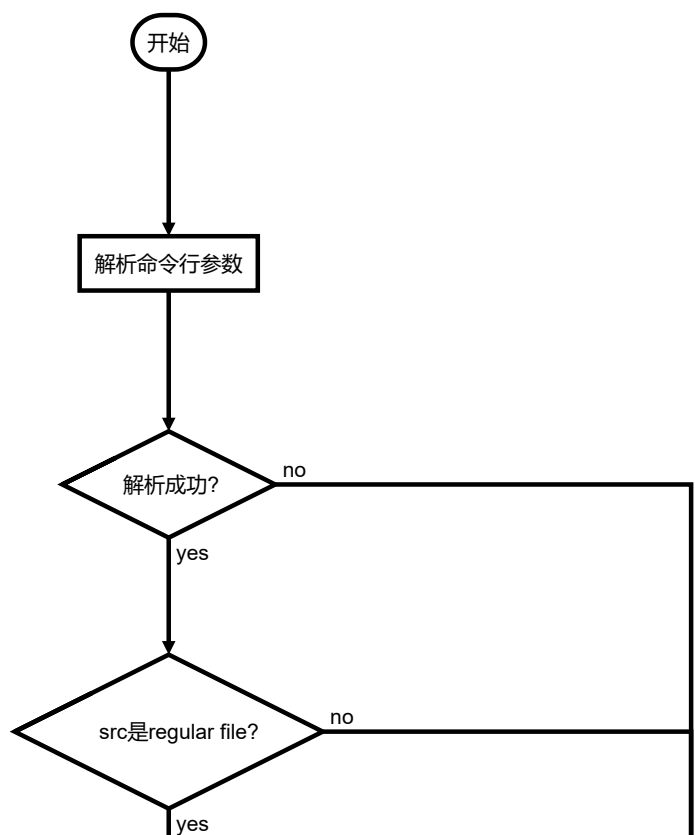 开始
解析命令行参数
解析成功?
no
yes
src是regular file?
no
yes